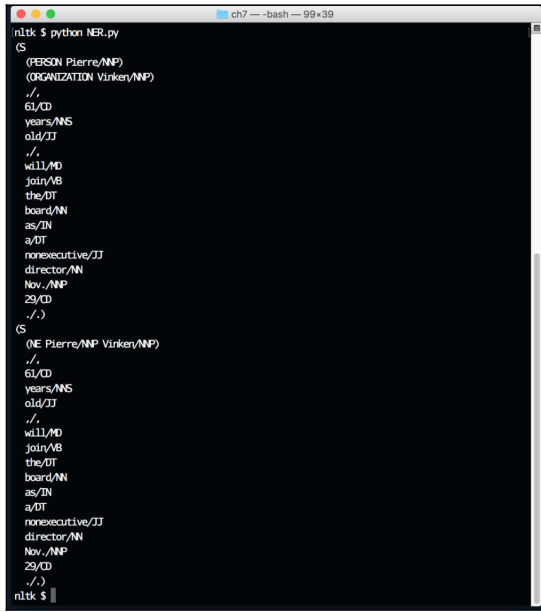 ch7 — -bash — 99×39
[nltk $ python NER.py ]
(S
  (PERSON Pierre/NNP)
  (ORGANIZATION Vinken/NNP)
  ,/,
  61/CD
  years/NNS
  old/JJ
  ,/,
  will/MD
  join/VB
  the/DT
  board/NN
  as/IN
  a/DT
  nonexecutive/JJ
  director/NN
  Nov./NNP
  29/CD
  ./.)
(S
  (NE Pierre/NNP Vinken/NNP)
  ,/,
  61/CD
  years/NNS
  old/JJ
  ,/,
  will/MD
  join/VB
  the/DT
  board/NN
  as/IN
  a/DT
  nonexecutive/JJ
  director/NN
  Nov./NNP
  29/CD
  ./.)
nltk $